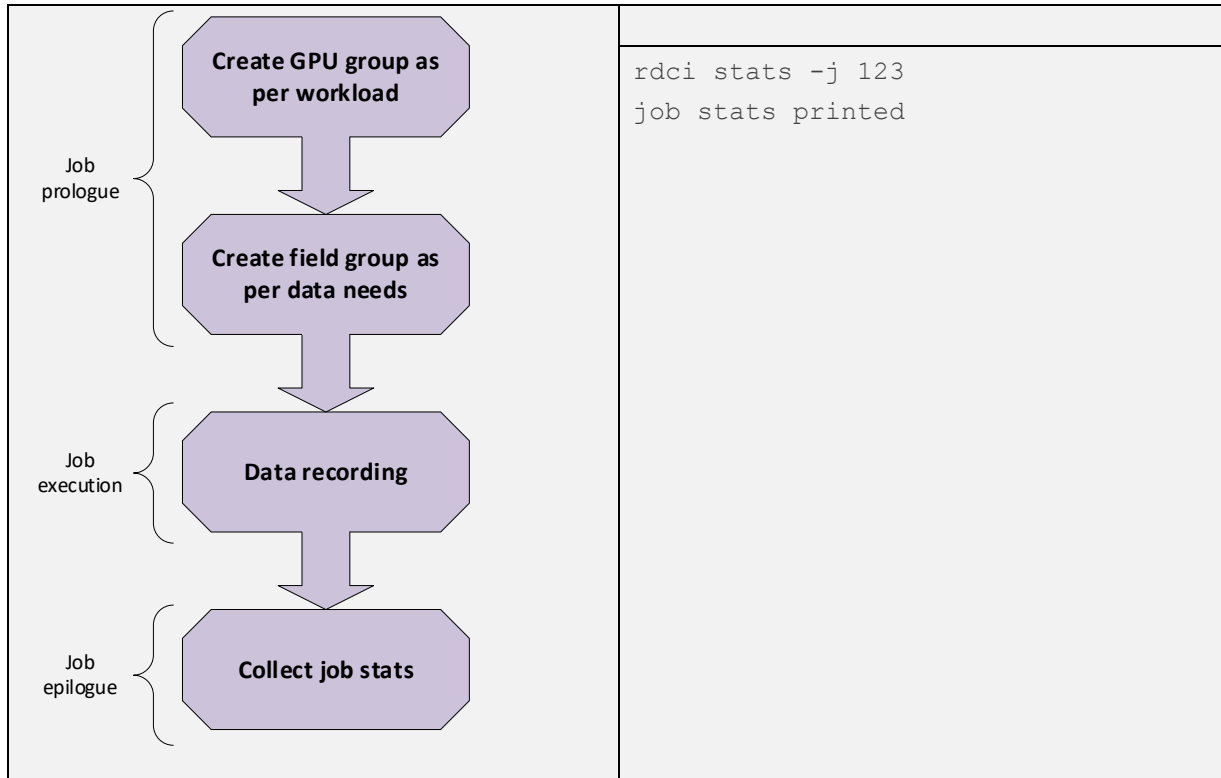 Create GPU group as
per workload
Job
prologue
Create field group as
per data needs
Job
execution
Data recording
Job
epilogue
Collect job stats
rdci stats -j 123
job stats printed